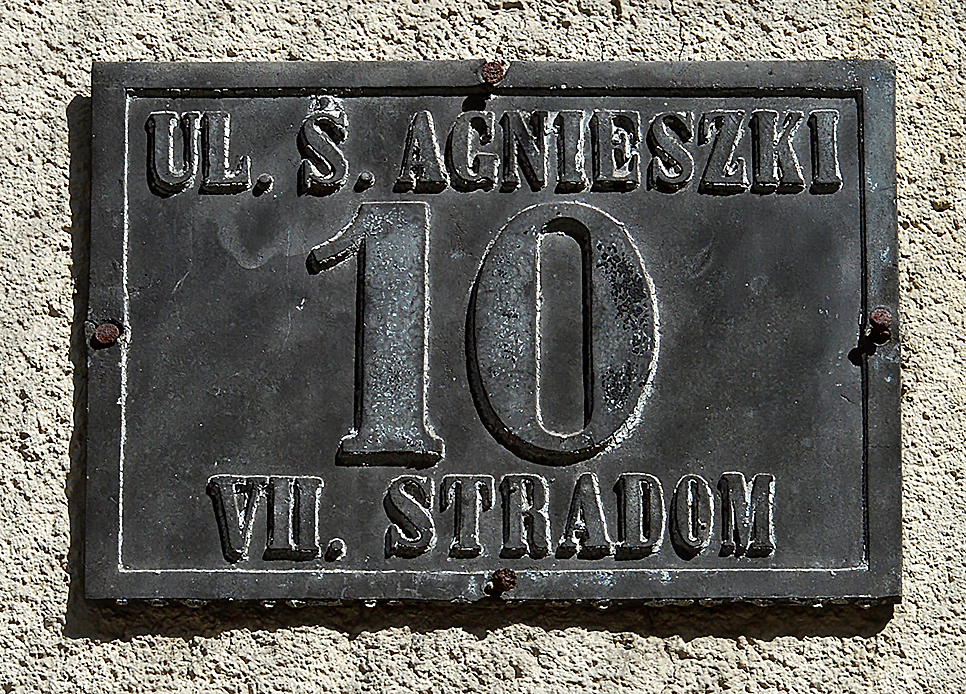 UL. Ś. AGNIESZKI
10
VII. STRADOM